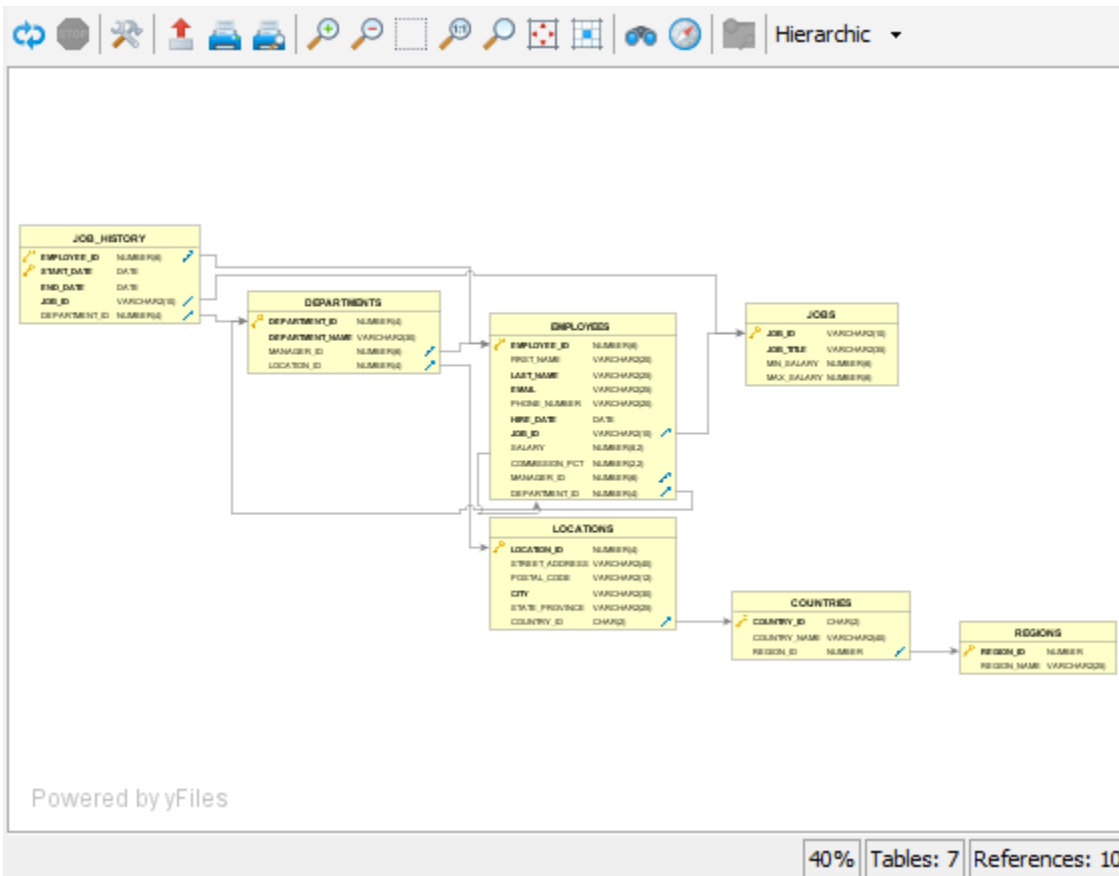 STOP
1:1
Hierarchic
JOB_HISTORY
EMPLOYEE_ID NUMBER(6)
START_DATE DATE
END_DATE DATE
JOB_ID VARCHAR2(10)
DEPARTMENT_ID NUMBER(4)
DEPARTMENTS
DEPARTMENT_ID NUMBER(4)
DEPARTMENT_NAME VARCHAR2(30)
MANAGER_ID NUMBER(6)
LOCATION_ID NUMBER(4)
EMPLOYEES
EMPLOYEE_ID NUMBER(6)
FIRST_NAME VARCHAR2(20)
LAST_NAME VARCHAR2(25)
EMAIL VARCHAR2(25)
PHONE_NUMBER VARCHAR2(20)
HIRE_DATE DATE
JOB_ID VARCHAR2(10)
SALARY NUMBER(8,2)
COMMISSION_PCT NUMBER(2,2)
MANAGER_ID NUMBER(6)
DEPARTMENT_ID NUMBER(4)
JOBS
JOB_ID VARCHAR2(10)
JOB_TITLE VARCHAR2(35)
MIN_SALARY NUMBER(6)
MAX_SALARY NUMBER(6)
LOCATIONS
LOCATION_ID NUMBER(4)
STREET_ADDRESS VARCHAR2(40)
POSTAL_CODE VARCHAR2(12)
CITY VARCHAR2(30)
STATE_PROVINCE VARCHAR2(25)
COUNTRY_ID CHAR(2)
COUNTRIES
COUNTRY_ID CHAR(2)
COUNTRY_NAME VARCHAR2(40)
REGION_ID NUMBER
REGIONS
REGION_ID NUMBER
REGION_NAME VARCHAR2(25)
Powered by yFiles
40% Tables: 7 References: 10